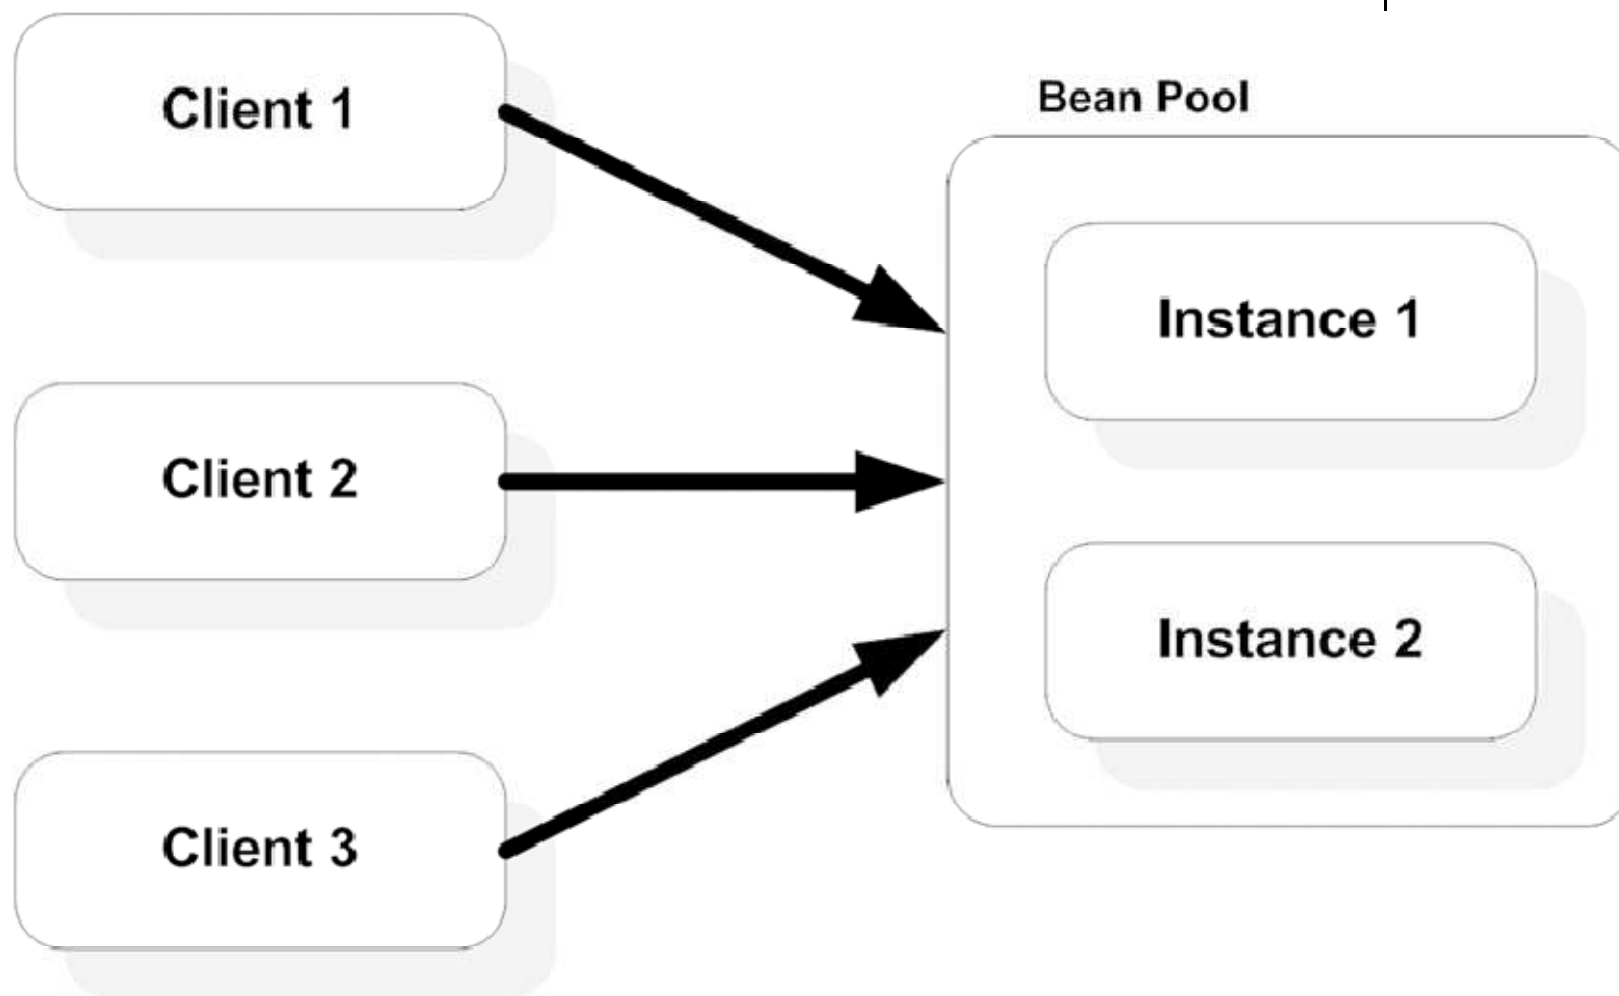 Client 1
Bean Pool
Instance 1
Client 2
Instance 2
Client 3